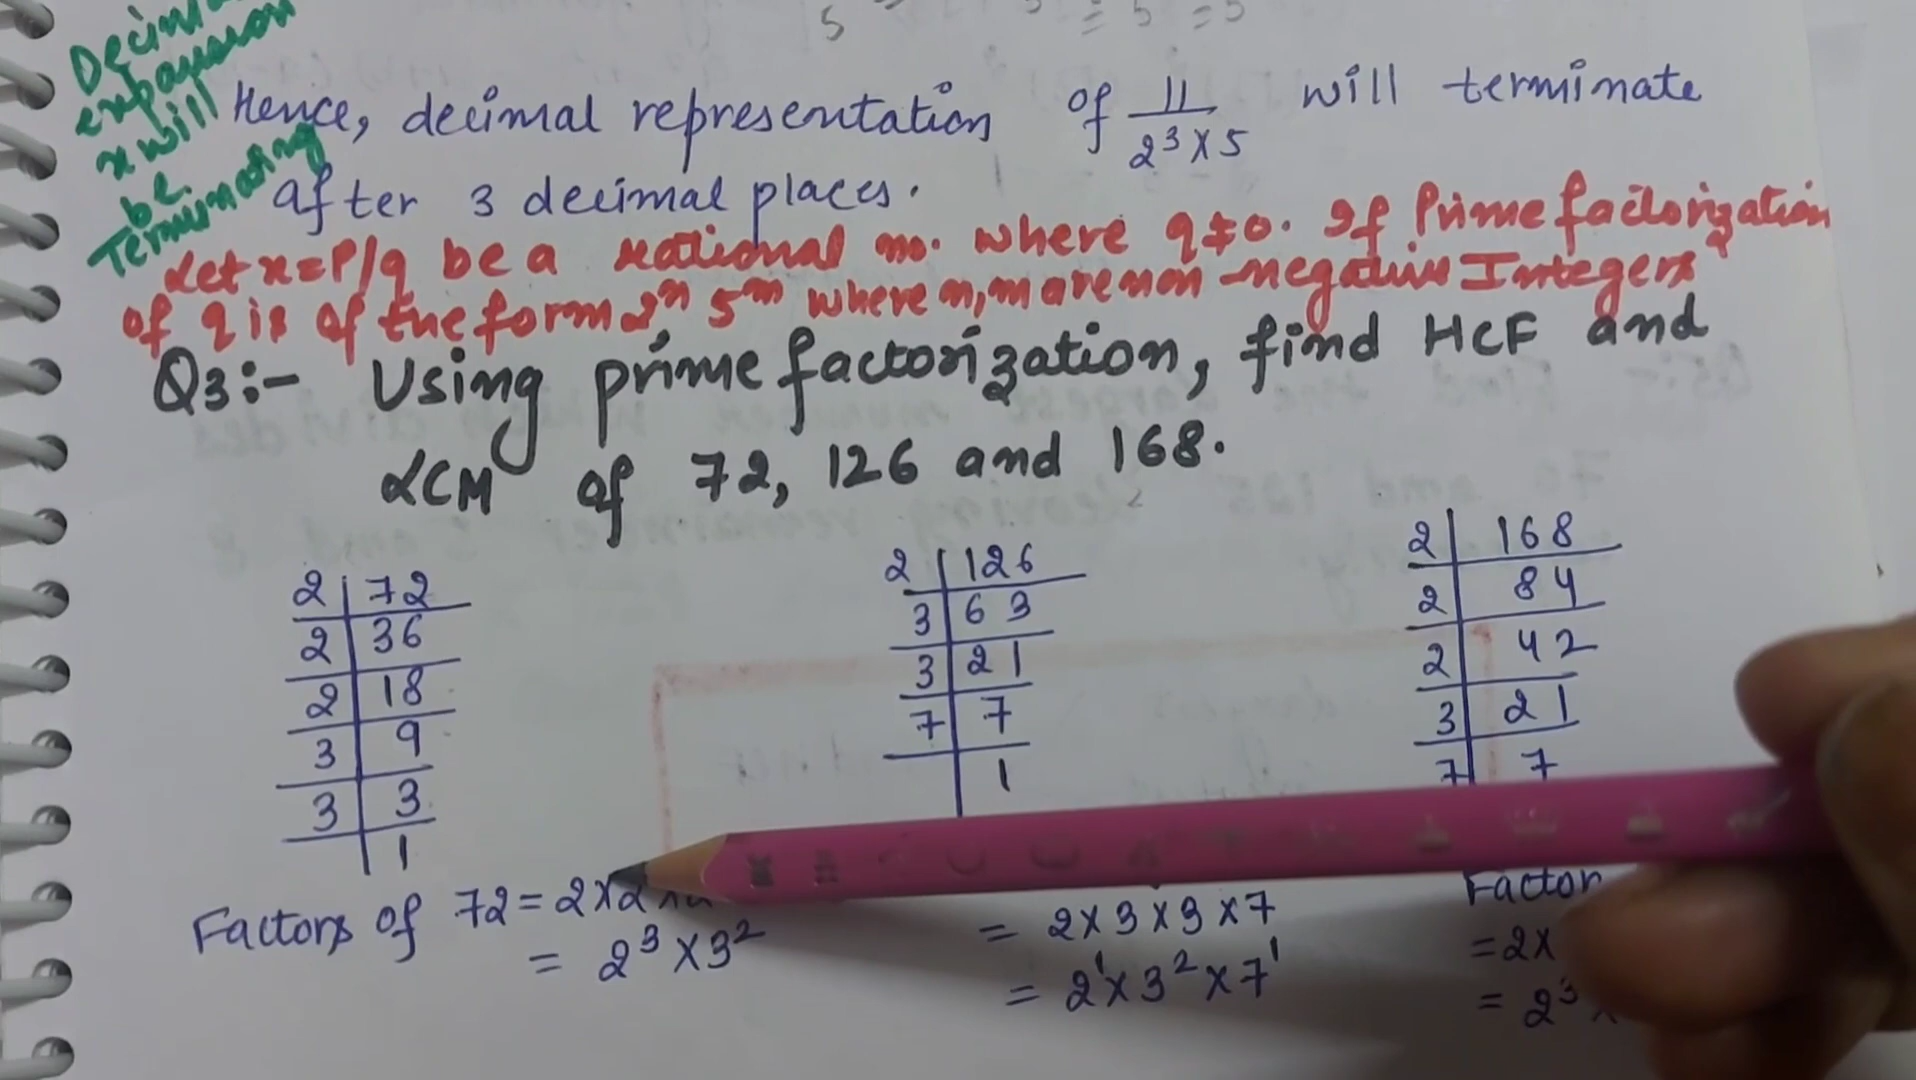 5 = 5 = 5
Decimal
expansion
x will
be
Terminating
Hence, decimal representation of 11/2³ X 5 will terminate
after 3 decimal places.
Let x = P/q be a rational no. where q ≠ 0. If Prime factorization
of q is of the form 2ⁿ 5ᵐ where n, m are non-negative Integers
Q3:- Using prime factorization, find HCF and
LCM of 72, 126 and 168.
2 | 72
2 | 36
2 | 18
3 | 9
3 | 3
| 1
2 | 126
3 | 63
3 | 21
7 | 7
| 1
2 | 168
2 | 84
2 | 42
3 | 21
7 | 7
Factors of 72 = 2X2
= 2³ X 3²
= 2 X 3 X 3 X 7
= 2¹ X 3² X 7¹
Factor
= 2X
= 2³